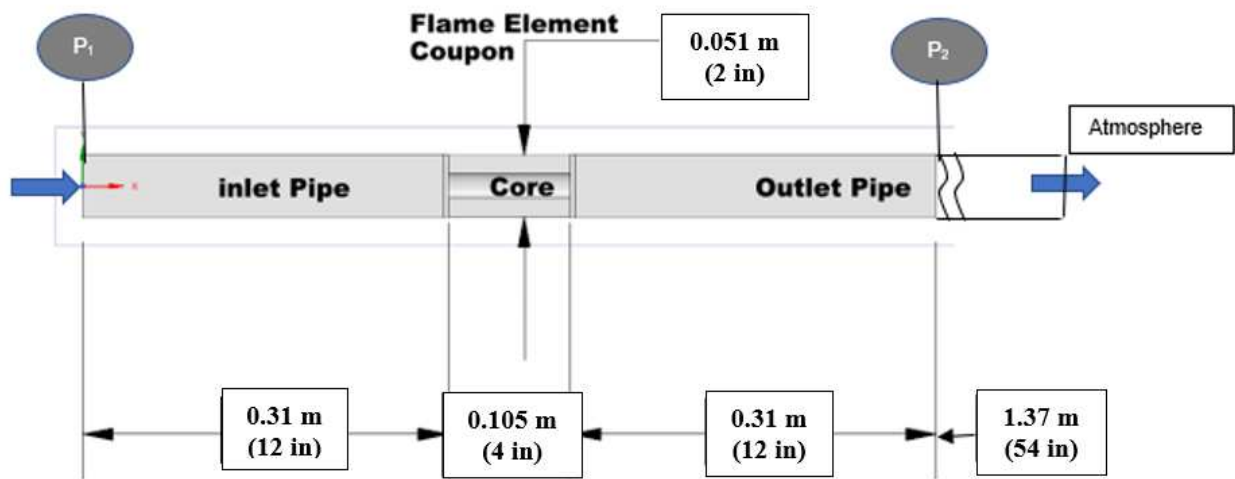 P₁
Flame Element
Coupon
0.051 m
(2 in)
P₂
Atmosphere
inlet Pipe
Core
Outlet Pipe
x
0.31 m
(12 in)
0.105 m
(4 in)
0.31 m
(12 in)
1.37 m
(54 in)